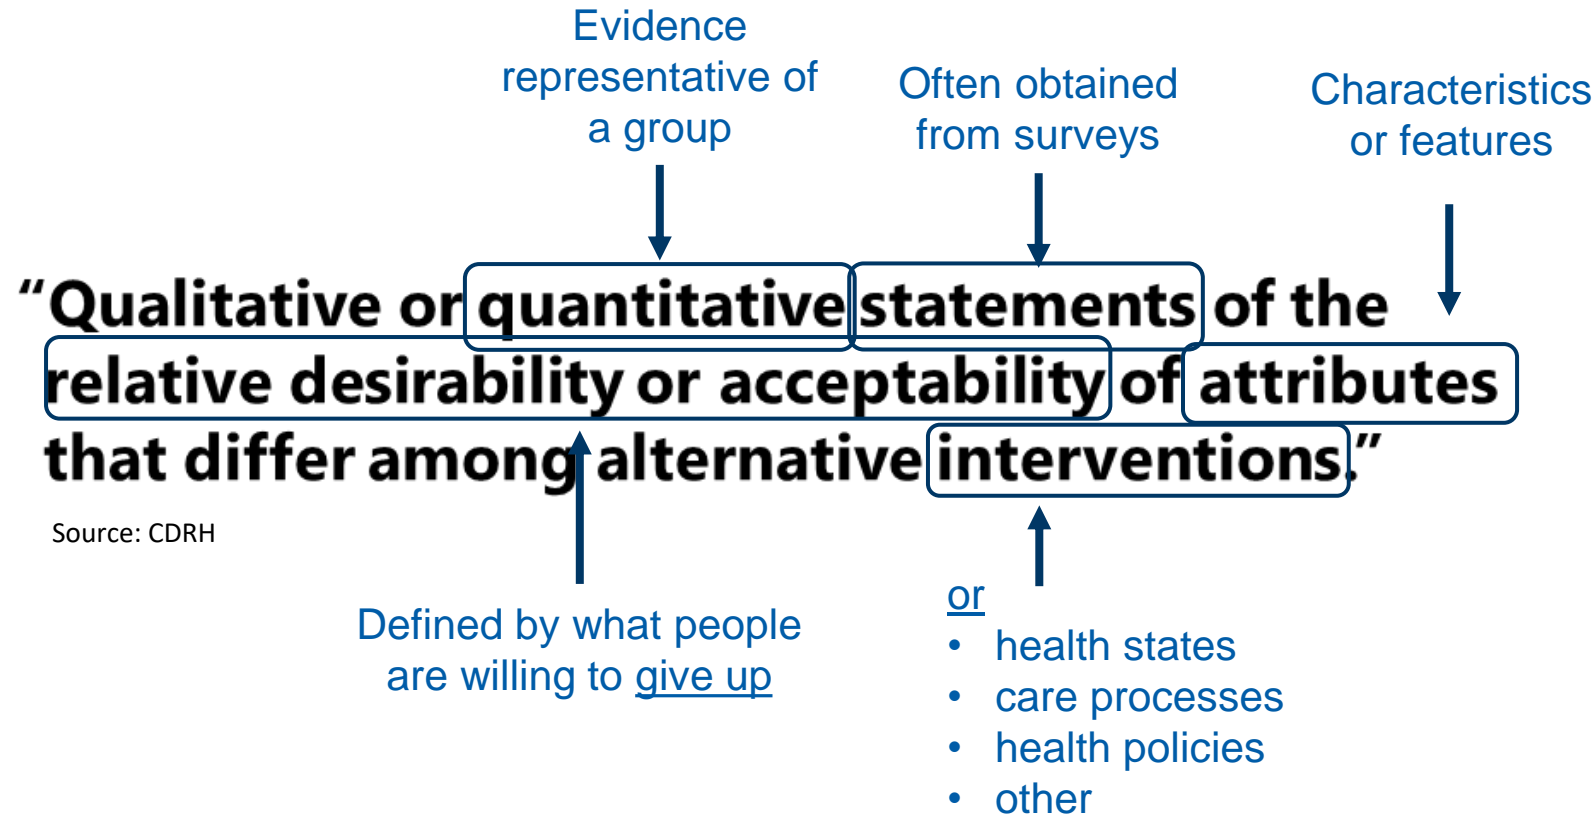 Evidence
representative of
a group
Often obtained
from surveys
Characteristics
or features
“Qualitative or quantitative statements of the
relative desirability or acceptability of attributes
that differ among alternative interventions.”
Source: CDRH
Defined by what people
are willing to give up
or
• health states
• care processes
• health policies
• other